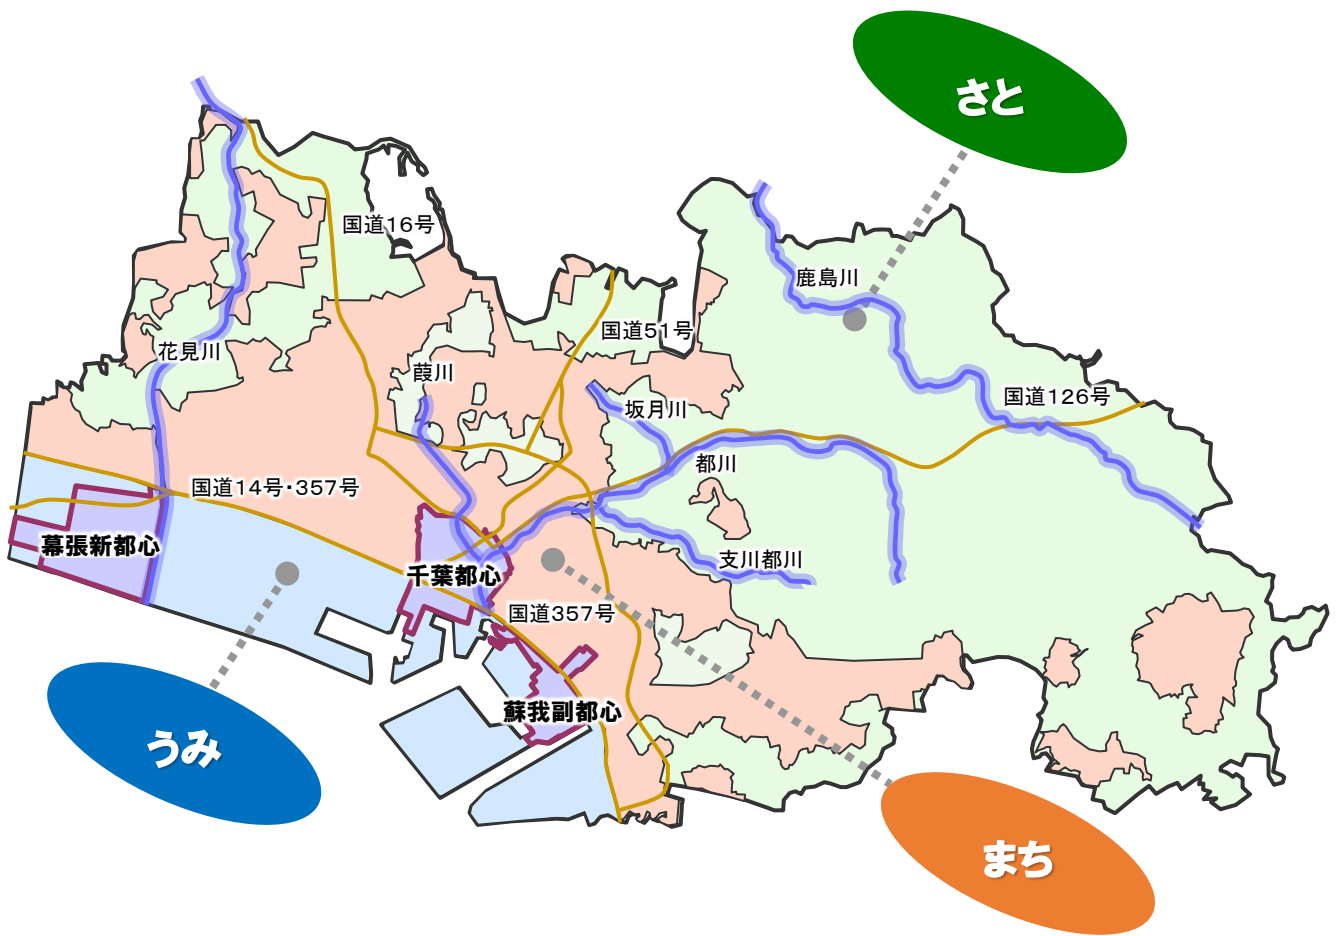 さと
国道16号
鹿島川
国道51号
花見川
葭川
国道126号
坂月川
都川
国道14号・357号
幕張新都心
支川都川
千葉都心
国道357号
蘇我副都心
うみ
まち